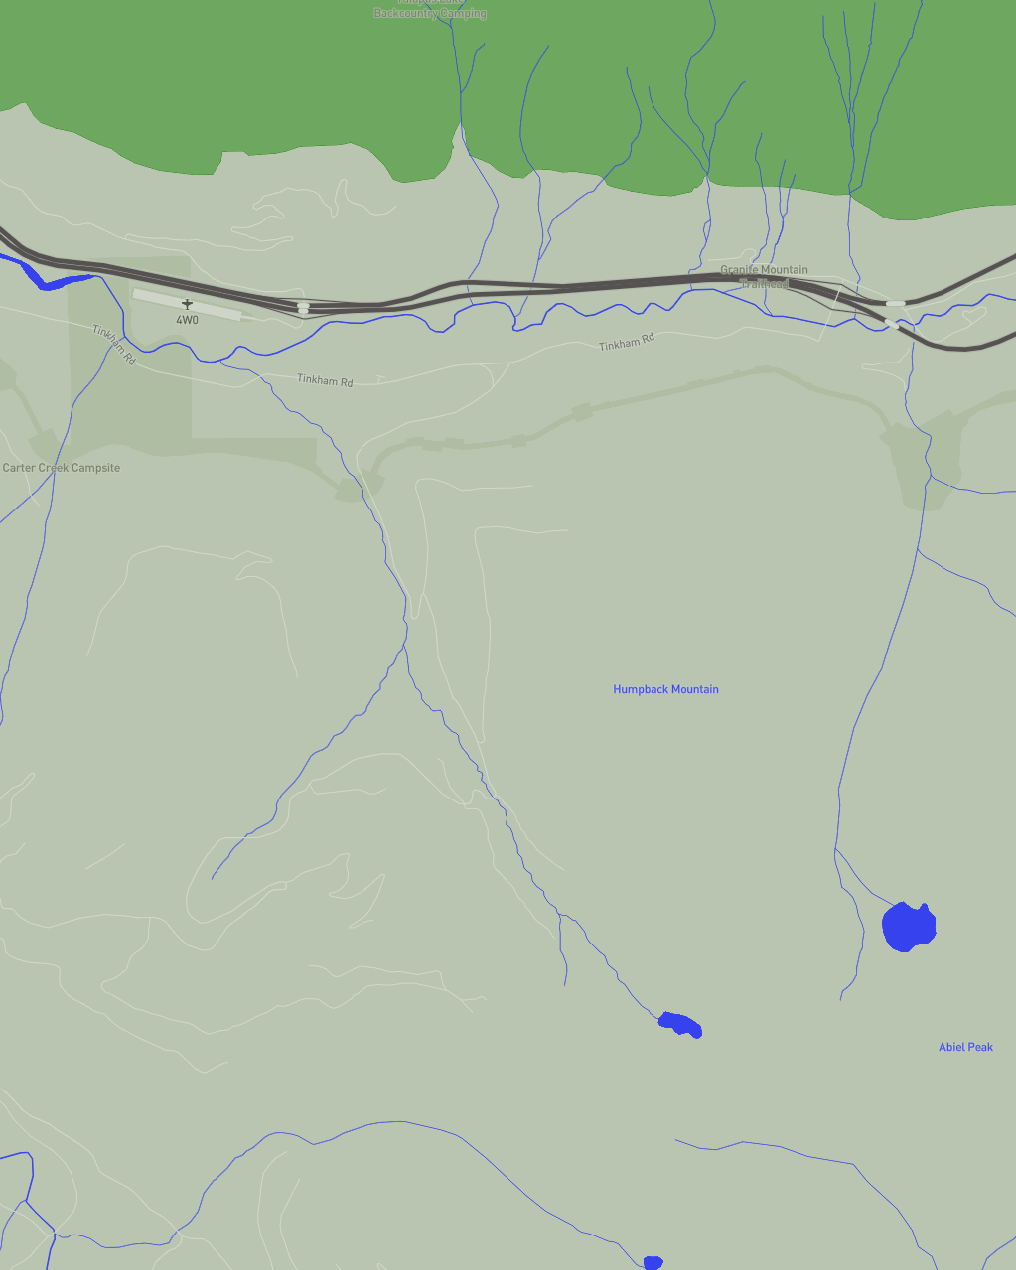 Backcountry Camping
Granite Mountain
Trailhead
4W0
Tinkham Rd
Tinkham Rd
Tinkham Rd
Carter Creek Campsite
Humpback Mountain
Abiel Peak